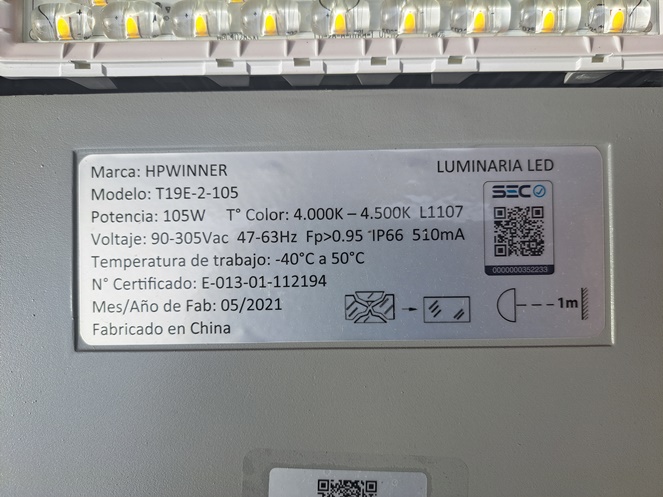 Marca: HPWINNER
LUMINARIA LED
Modelo: T19E-2-105
Potencia: 105W T° Color: 4.000K – 4.500K L1107
Voltaje: 90-305Vac 47-63Hz Fp>0.95 IP66 510mA
Temperatura de trabajo: -40°C a 50°C
N° Certificado: E-013-01-112194
Mes/Año de Fab: 05/2021
Fabricado en China
SEC
0000000352233
1m